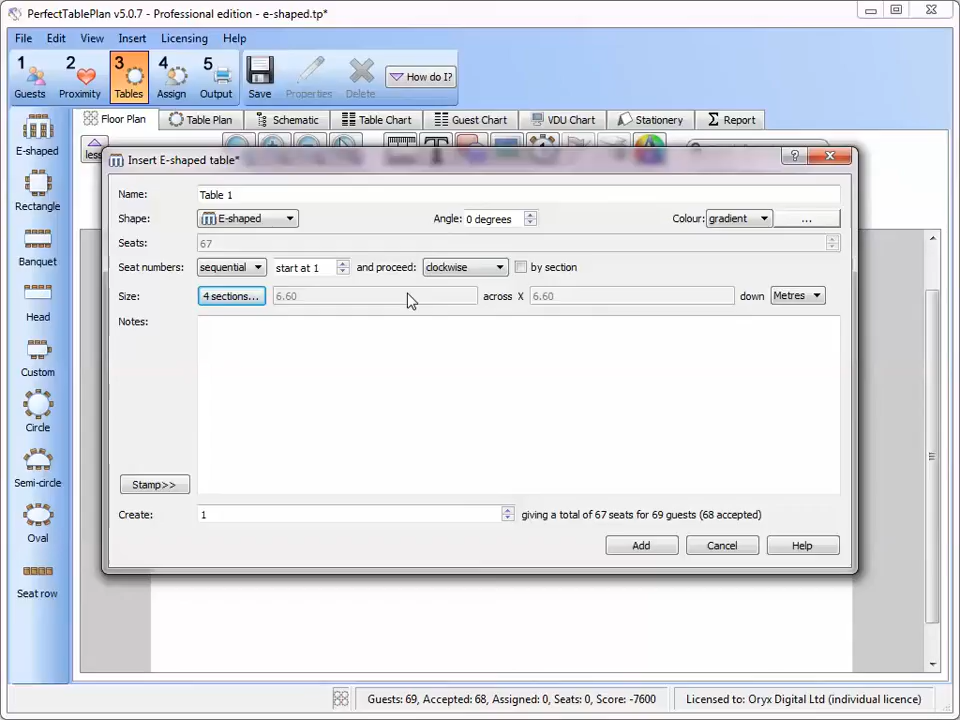 PerfectTablePlan v5.0.7 - Professional edition - e-shaped.tp*
File Edit View Insert Licensing Help
1 2 3 4 5
Guests Proximity Tables Assign Output Save Properties Delete How do I?
E-shaped
Rectangle
Banquet
Head
Custom
Circle
Semi-circle
Oval
Seat row
Floor Plan Table Plan Schematic Table Chart Guest Chart VDU Chart Stationery Report
less
Insert E-shaped table*
Name: Table 1
Shape: E-shaped Angle: 0 degrees Colour: gradient ...
Seats: 67
Seat numbers: sequential start at 1 and proceed: clockwise by section
Size: 4 sections... 6.60 across X 6.60 down Metres
Notes:
Stamp>>
Create: 1 giving a total of 67 seats for 69 guests (68 accepted)
Add Cancel Help
Guests: 69, Accepted: 68, Assigned: 0, Seats: 0, Score: -7600 Licensed to: Oryx Digital Ltd (individual licence)